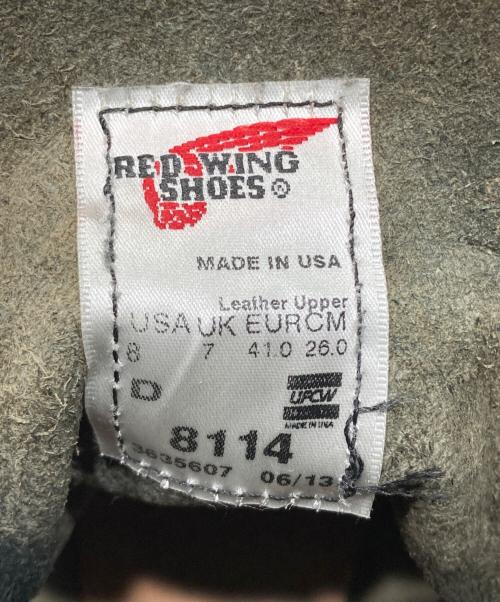 RED WING
SHOES®
MADE IN USA
Leather Upper
USA UK EUR CM
8 7 41.0 26.0
D
UFCW
MADE IN USA
8114
3635607 06/13